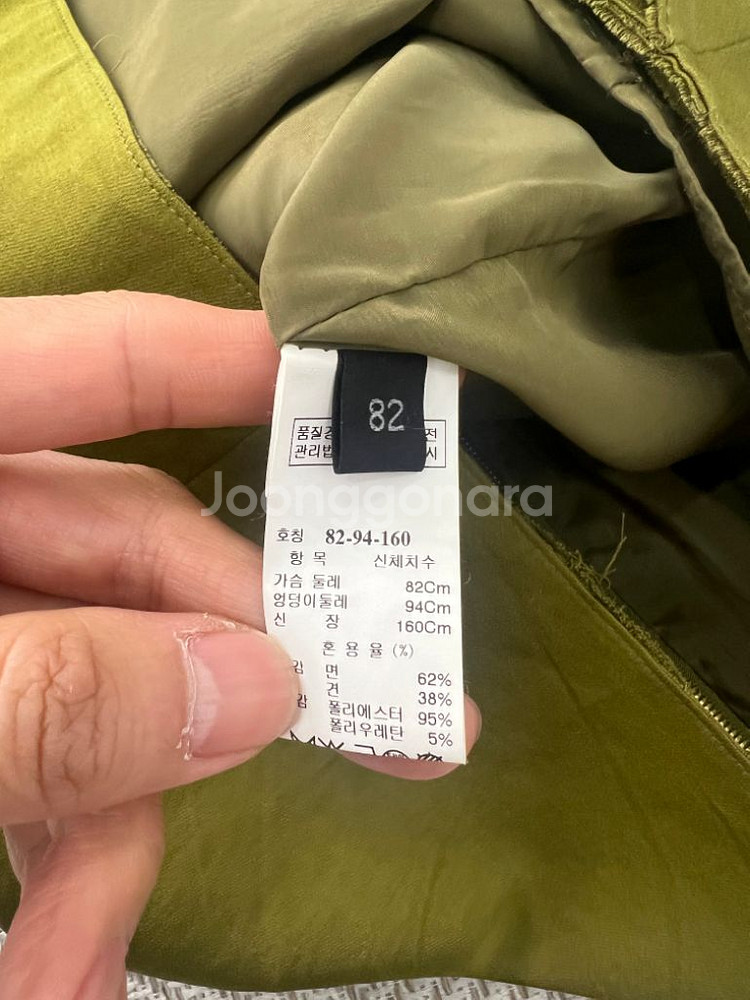 82
품질경 전
관리법 시
Joonggonara
호칭 82-94-160
항 목 신체치수
가슴 둘레 82Cm
엉덩이둘레 94Cm
신 장 160Cm
혼 용 율 (%)
감 면 62%
견 38%
감 폴리에스터 95%
폴리우레탄 5%